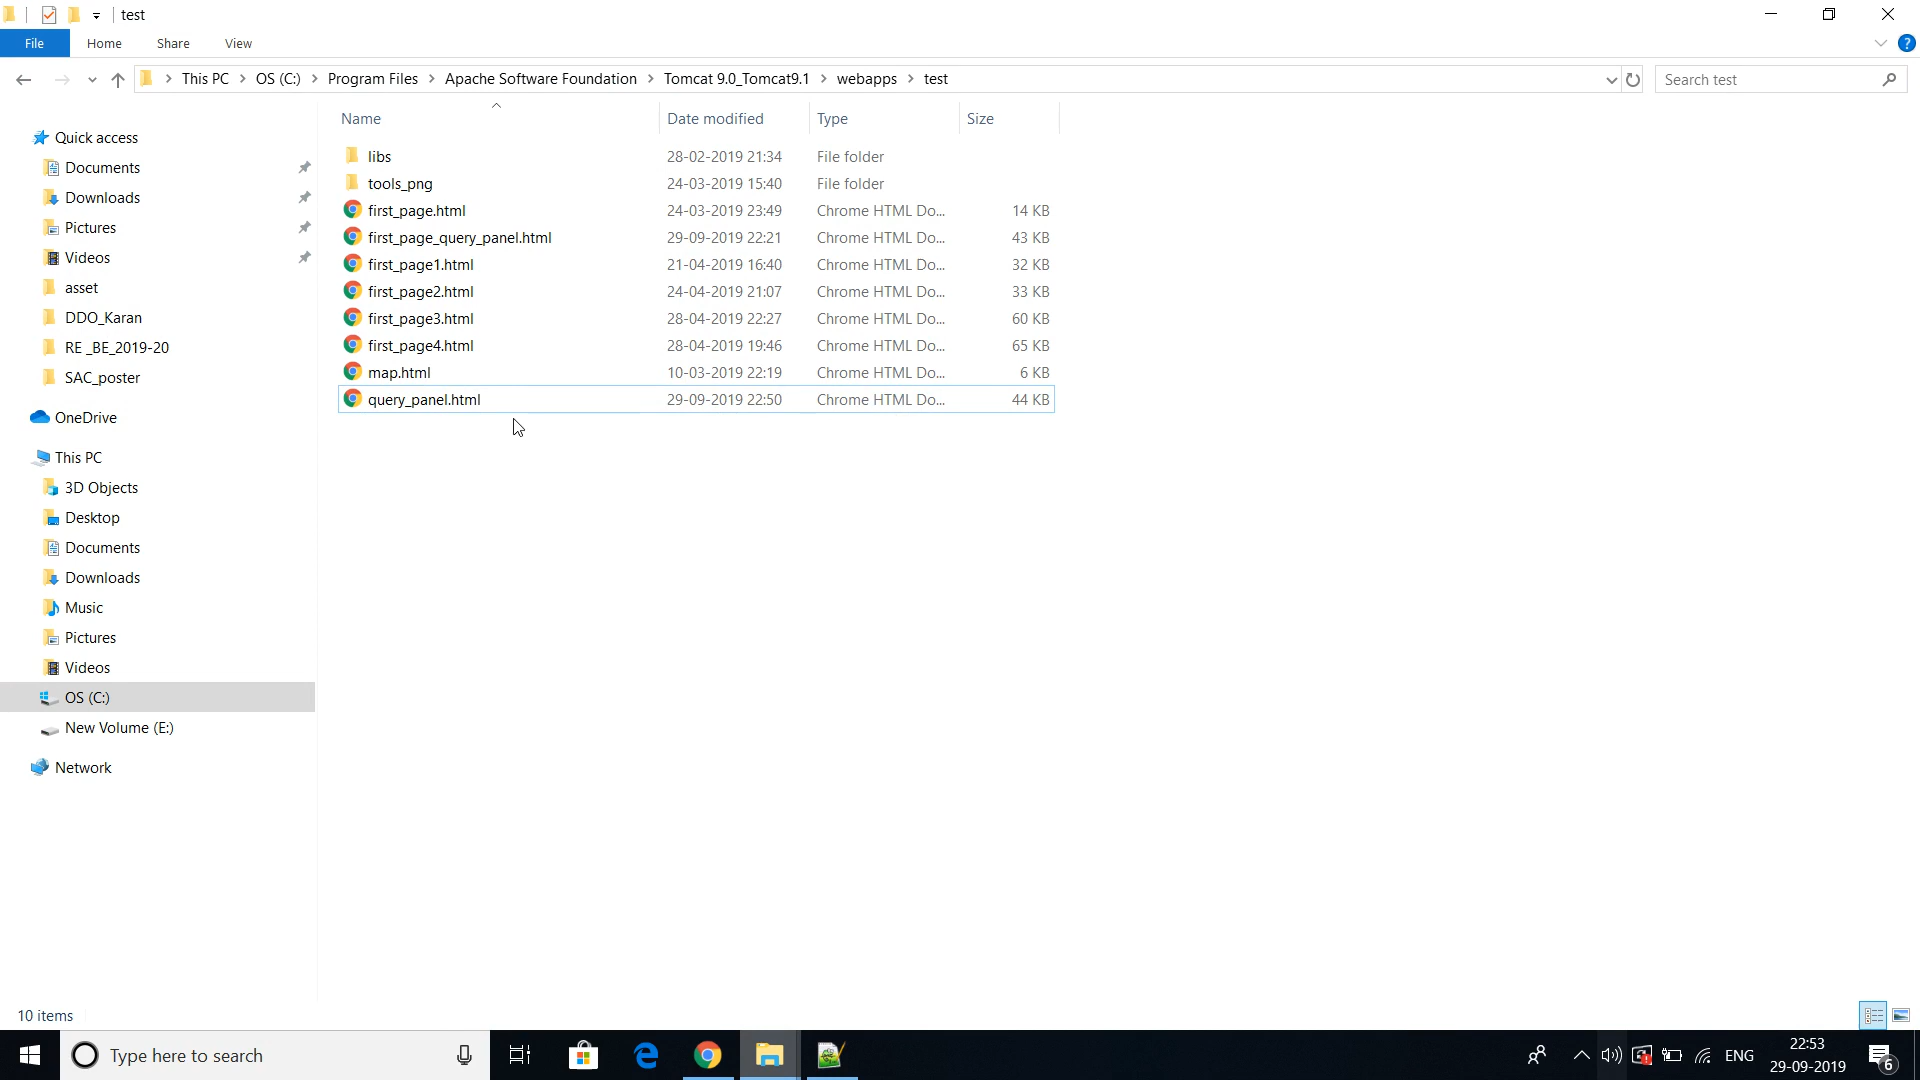 test
File Home Share View
This PC OS (C:) Program Files Apache Software Foundation Tomcat 9.0_Tomcat9.1 webapps test Search test
Name Date modified Type Size
Quick access
Documents
Downloads
Pictures
Videos
asset
DDO_Karan
RE _BE_2019-20
SAC_poster
OneDrive
This PC
3D Objects
Desktop
Documents
Downloads
Music
Pictures
Videos
OS (C:)
New Volume (E:)
Network
libs 28-02-2019 21:34 File folder
tools_png 24-03-2019 15:40 File folder
first_page.html 24-03-2019 23:49 Chrome HTML Do... 14 KB
first_page_query_panel.html 29-09-2019 22:21 Chrome HTML Do... 43 KB
first_page1.html 21-04-2019 16:40 Chrome HTML Do... 32 KB
first_page2.html 24-04-2019 21:07 Chrome HTML Do... 33 KB
first_page3.html 28-04-2019 22:27 Chrome HTML Do... 60 KB
first_page4.html 28-04-2019 19:46 Chrome HTML Do... 65 KB
map.html 10-03-2019 22:19 Chrome HTML Do... 6 KB
query_panel.html 29-09-2019 22:50 Chrome HTML Do... 44 KB
10 items
Type here to search
ENG
22:53
29-09-2019
6